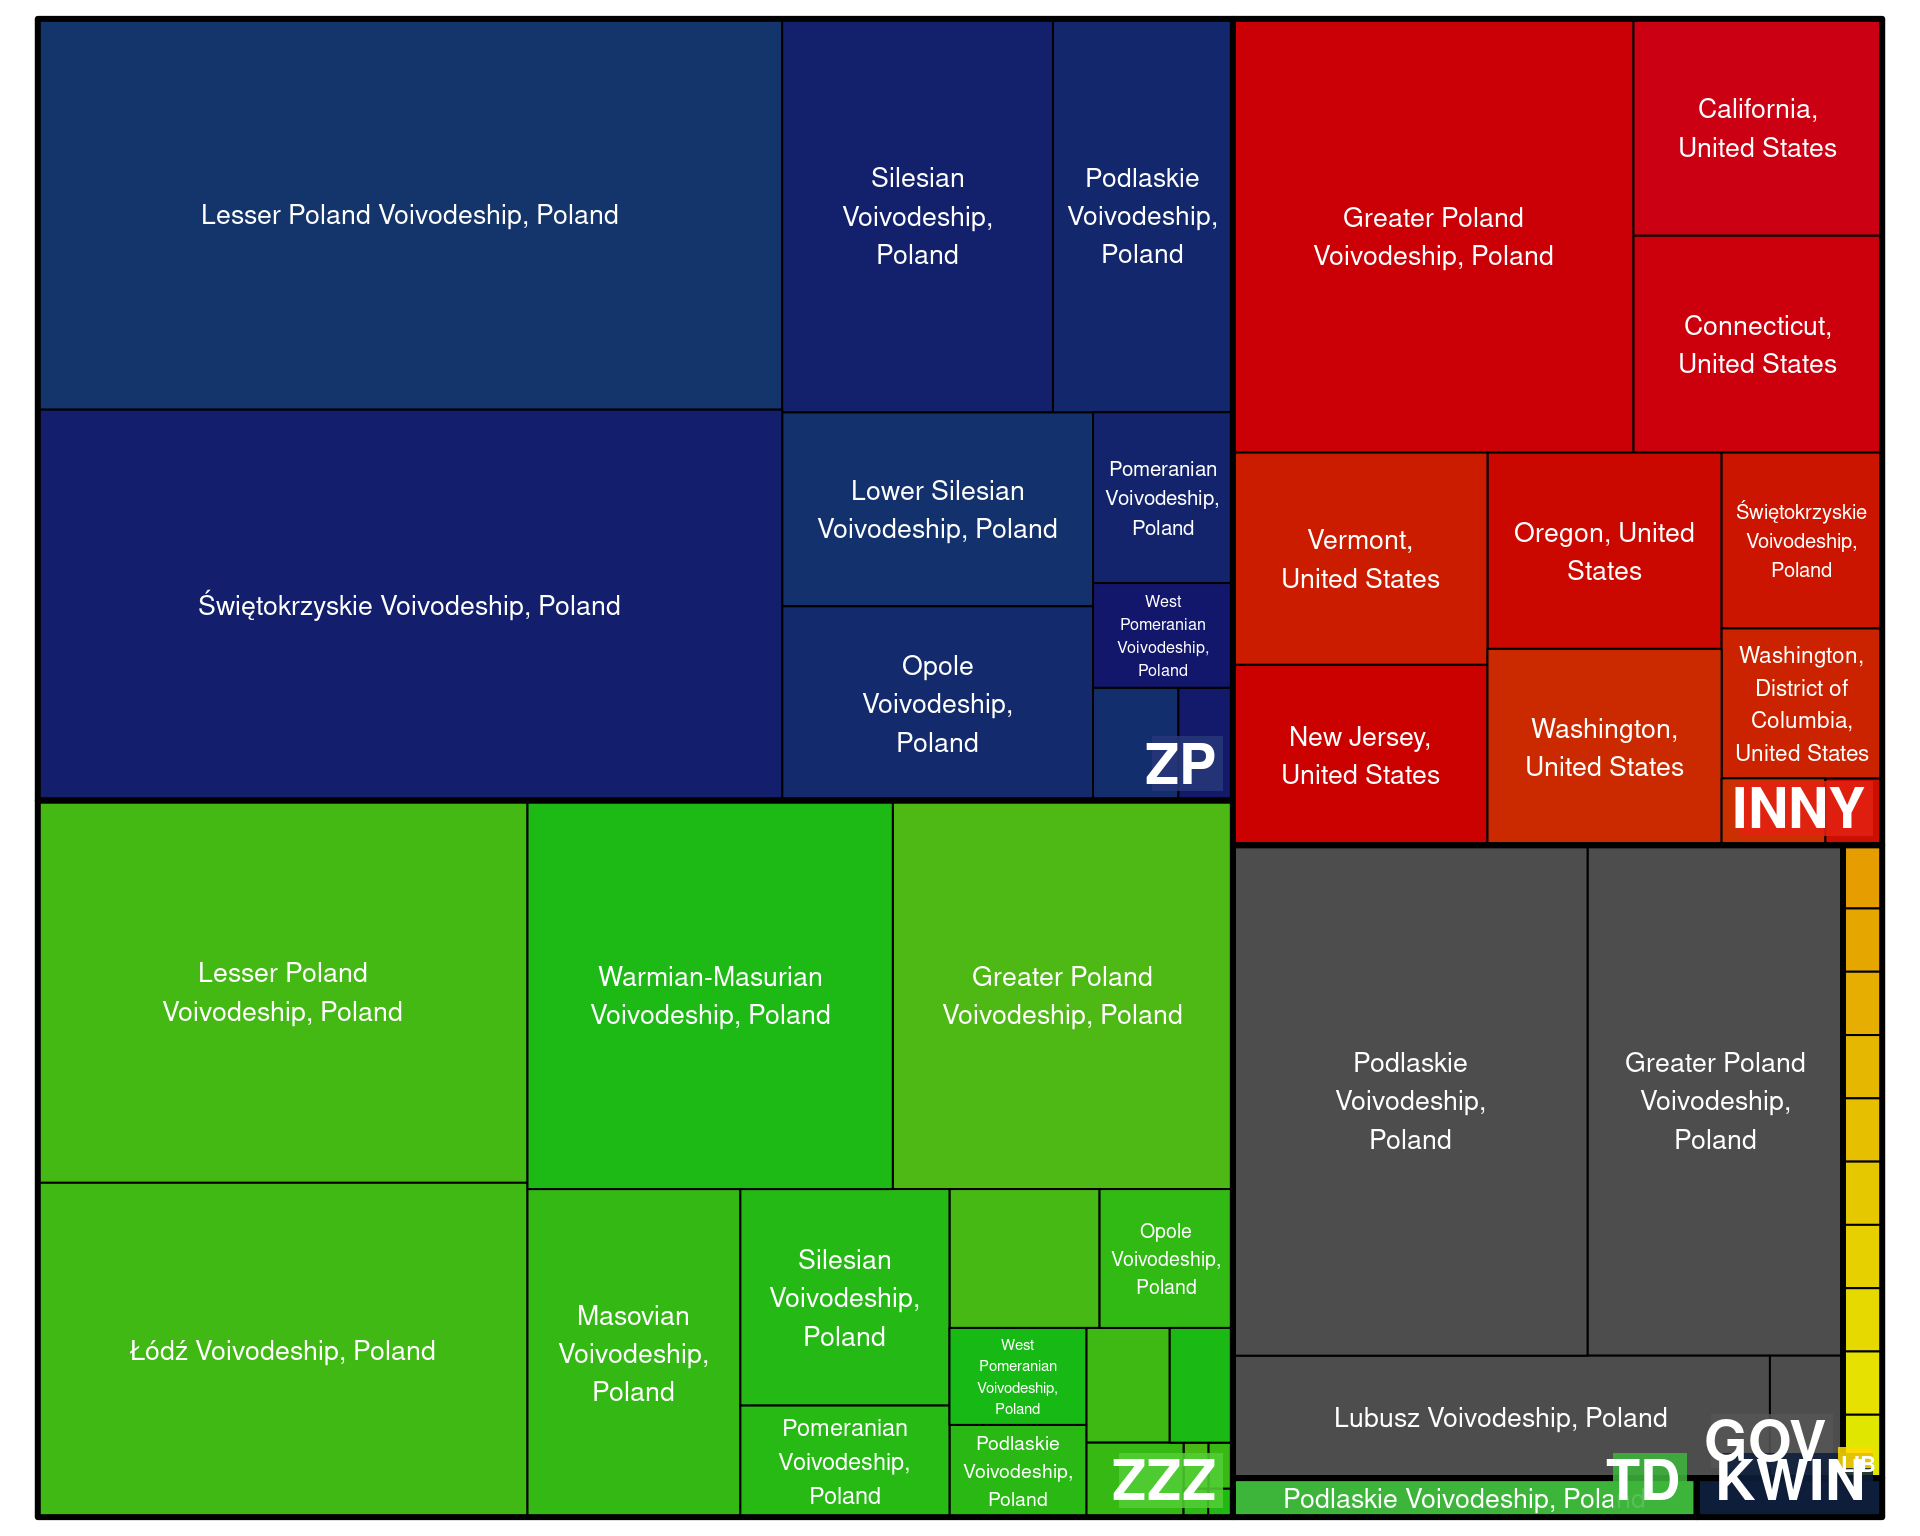 Lesser Poland Voivodeship, Poland
Silesian
Voivodeship,
Poland
Podlaskie
Voivodeship,
Poland
Świętokrzyskie Voivodeship, Poland
Lower Silesian
Voivodeship, Poland
Pomeranian
Voivodeship,
Poland
West
Pomeranian
Voivodeship,
Poland
Opole
Voivodeship,
Poland
ZP
Greater Poland
Voivodeship, Poland
California,
United States
Connecticut,
United States
Vermont,
United States
Oregon, United
States
Świętokrzyskie
Voivodeship,
Poland
New Jersey,
United States
Washington,
United States
Washington,
District of
Columbia,
United States
INNY
Lesser Poland
Voivodeship, Poland
Warmian-Masurian
Voivodeship, Poland
Greater Poland
Voivodeship, Poland
Łódź Voivodeship, Poland
Masovian
Voivodeship,
Poland
Silesian
Voivodeship,
Poland
Opole
Voivodeship,
Poland
Pomeranian
Voivodeship,
Poland
West
Pomeranian
Voivodeship,
Poland
Podlaskie
Voivodeship,
Poland
ZZZ
Podlaskie
Voivodeship,
Poland
Greater Poland
Voivodeship,
Poland
Lubusz Voivodeship, Poland
GOV
LIB
Podlaskie Voivodeship, Poland
TD
KWIN